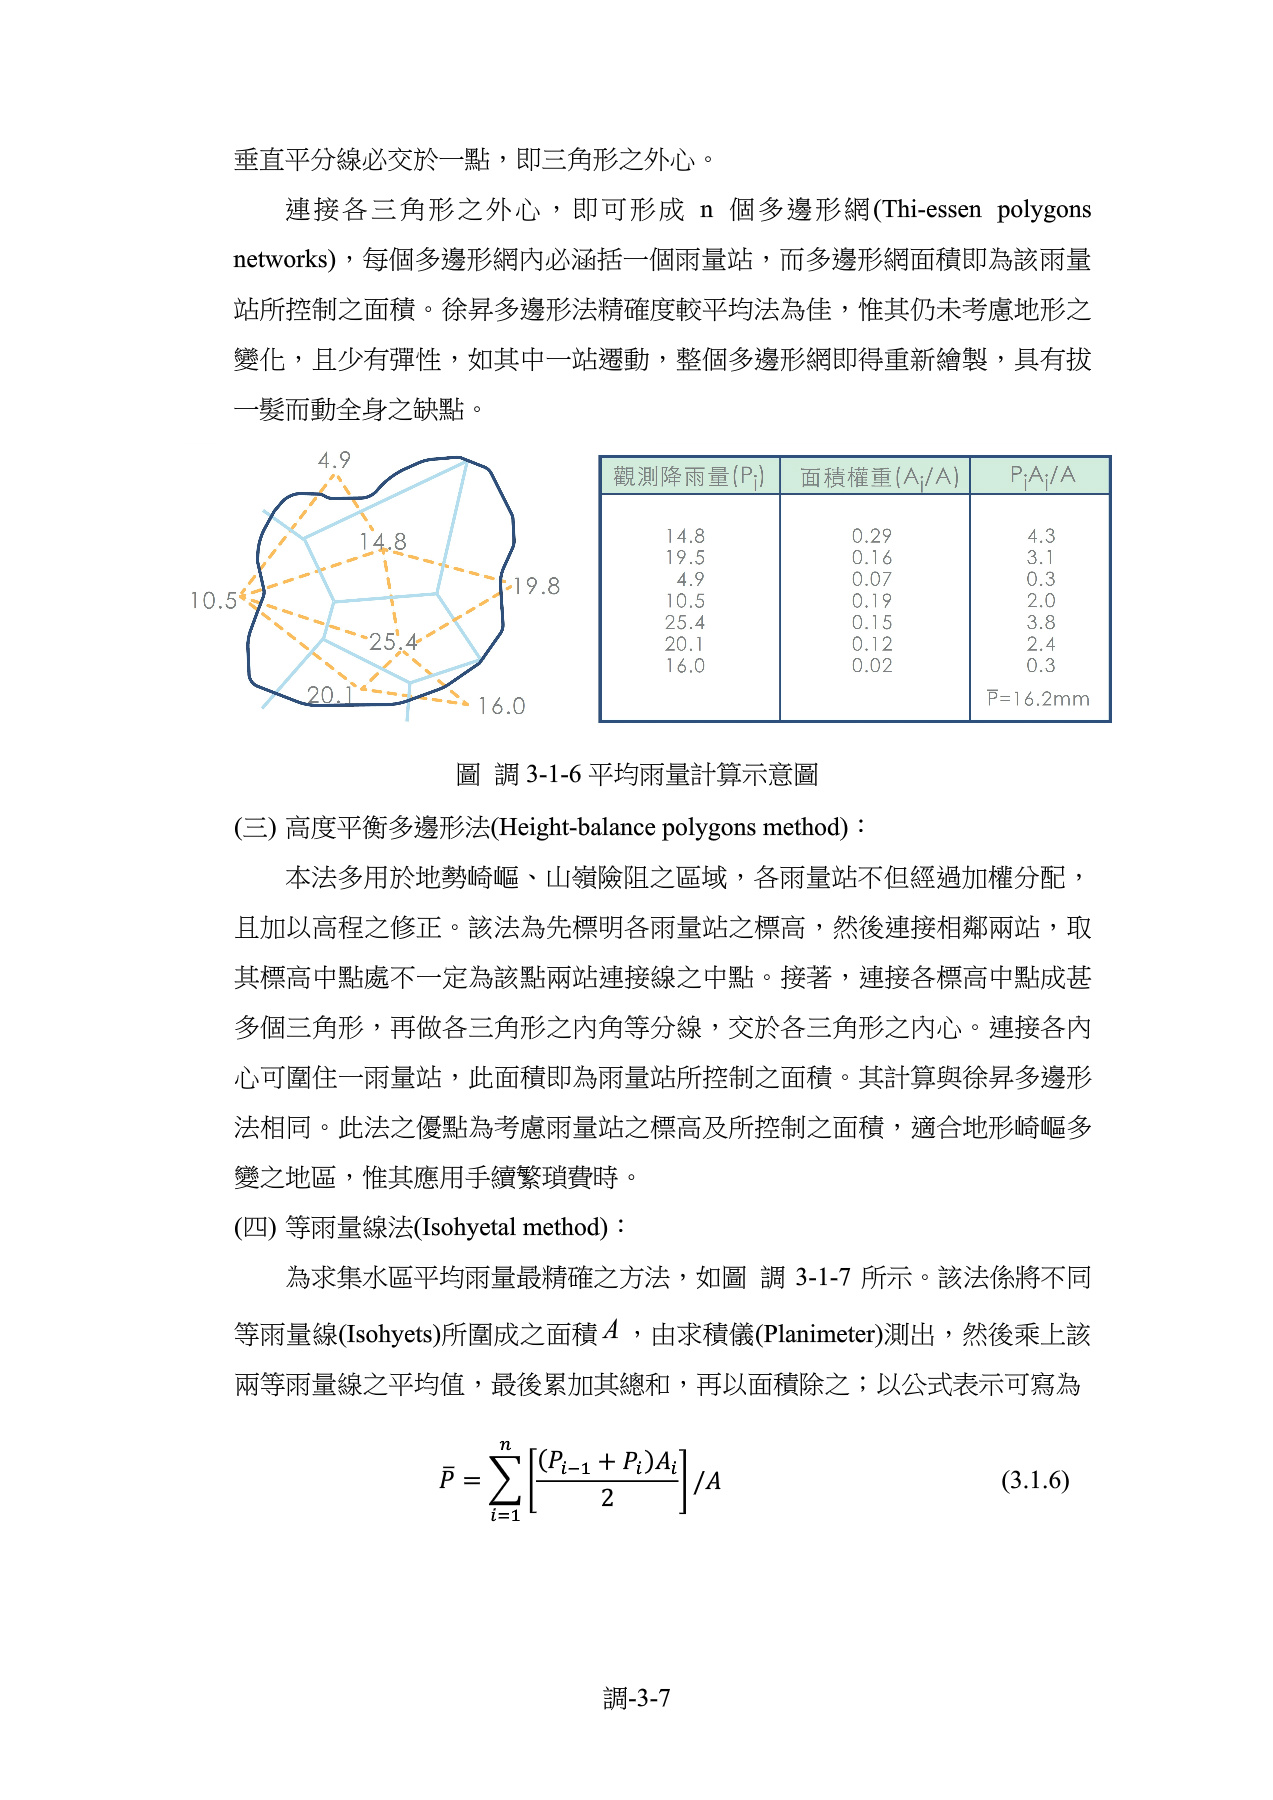 垂直平分線必交於一點，即三角形之外心。
連接各三角形之外心，即可形成 n 個多邊形網(Thi-essen polygons
networks)，每個多邊形網內必涵括一個雨量站，而多邊形網面積即為該雨量
站所控制之面積。徐昇多邊形法精確度較平均法為佳，惟其仍未考慮地形之
變化，且少有彈性，如其中一站遷動，整個多邊形網即得重新繪製，具有拔
一髮而動全身之缺點。
4.9
14.8
19.8
10.5
25.4
20.1
16.0
觀測降雨量(Pi) 面積權重(Ai/A) PiAi/A
14.8 0.29 4.3
19.5 0.16 3.1
4.9 0.07 0.3
10.5 0.19 2.0
25.4 0.15 3.8
20.1 0.12 2.4
16.0 0.02 0.3
P̅=16.2mm
圖 調 3-1-6 平均雨量計算示意圖
(三) 高度平衡多邊形法(Height-balance polygons method)：
本法多用於地勢崎嶇、山嶺險阻之區域，各雨量站不但經過加權分配，
且加以高程之修正。該法為先標明各雨量站之標高，然後連接相鄰兩站，取
其標高中點處不一定為該點兩站連接線之中點。接著，連接各標高中點成甚
多個三角形，再做各三角形之內角等分線，交於各三角形之內心。連接各內
心可圍住一雨量站，此面積即為雨量站所控制之面積。其計算與徐昇多邊形
法相同。此法之優點為考慮雨量站之標高及所控制之面積，適合地形崎嶇多
變之地區，惟其應用手續繁瑣費時。
(四) 等雨量線法(Isohyetal method)：
為求集水區平均雨量最精確之方法，如圖 調 3-1-7 所示。該法係將不同
等雨量線(Isohyets)所圍成之面積 A，由求積儀(Planimeter)測出，然後乘上該
兩等雨量線之平均值，最後累加其總和，再以面積除之；以公式表示可寫為
P̅ = ∑_{i=1}^{n} [(P_{i−1} + P_i)A_i / 2] /A (3.1.6)
調-3-7